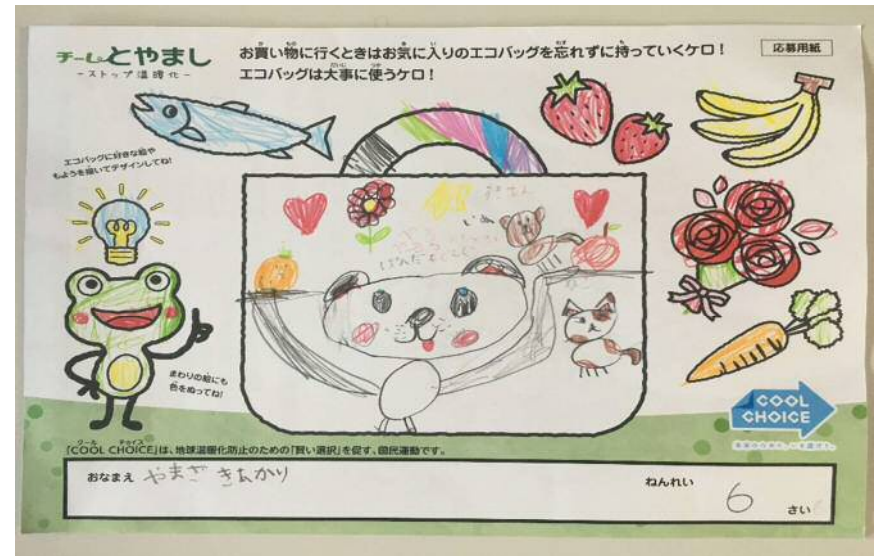 チームとやまし
-ストップ温暖化-
お買い物に行くときはお気に入りのエコバッグを忘れずに持っていくケロ!
エコバッグは大事に使うケロ!
応募用紙
エコバッグに好きな絵や
もようを描いてデザインしてね!
まわりの絵にも
色をぬってね!
COOL
CHOICE
「COOL CHOICE」は、地球温暖化防止のための「賢い選択」を促す、国民運動です。
おなまえ やまざききあかり
ねんれい 6 さい